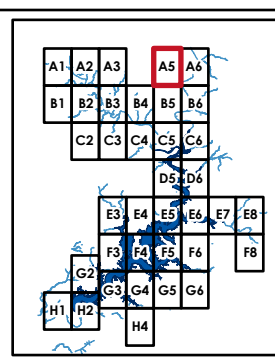 A1 A2 A3 A5 A6
B1 B2 B3 B4 B5 B6
C2 C3 C4 C5 C6
D5 D6
E3 E4 E5 E6 E7 E8
F3 F4 F5 F6 F8
G2 G3 G4 G5 G6
H1 H2 H4